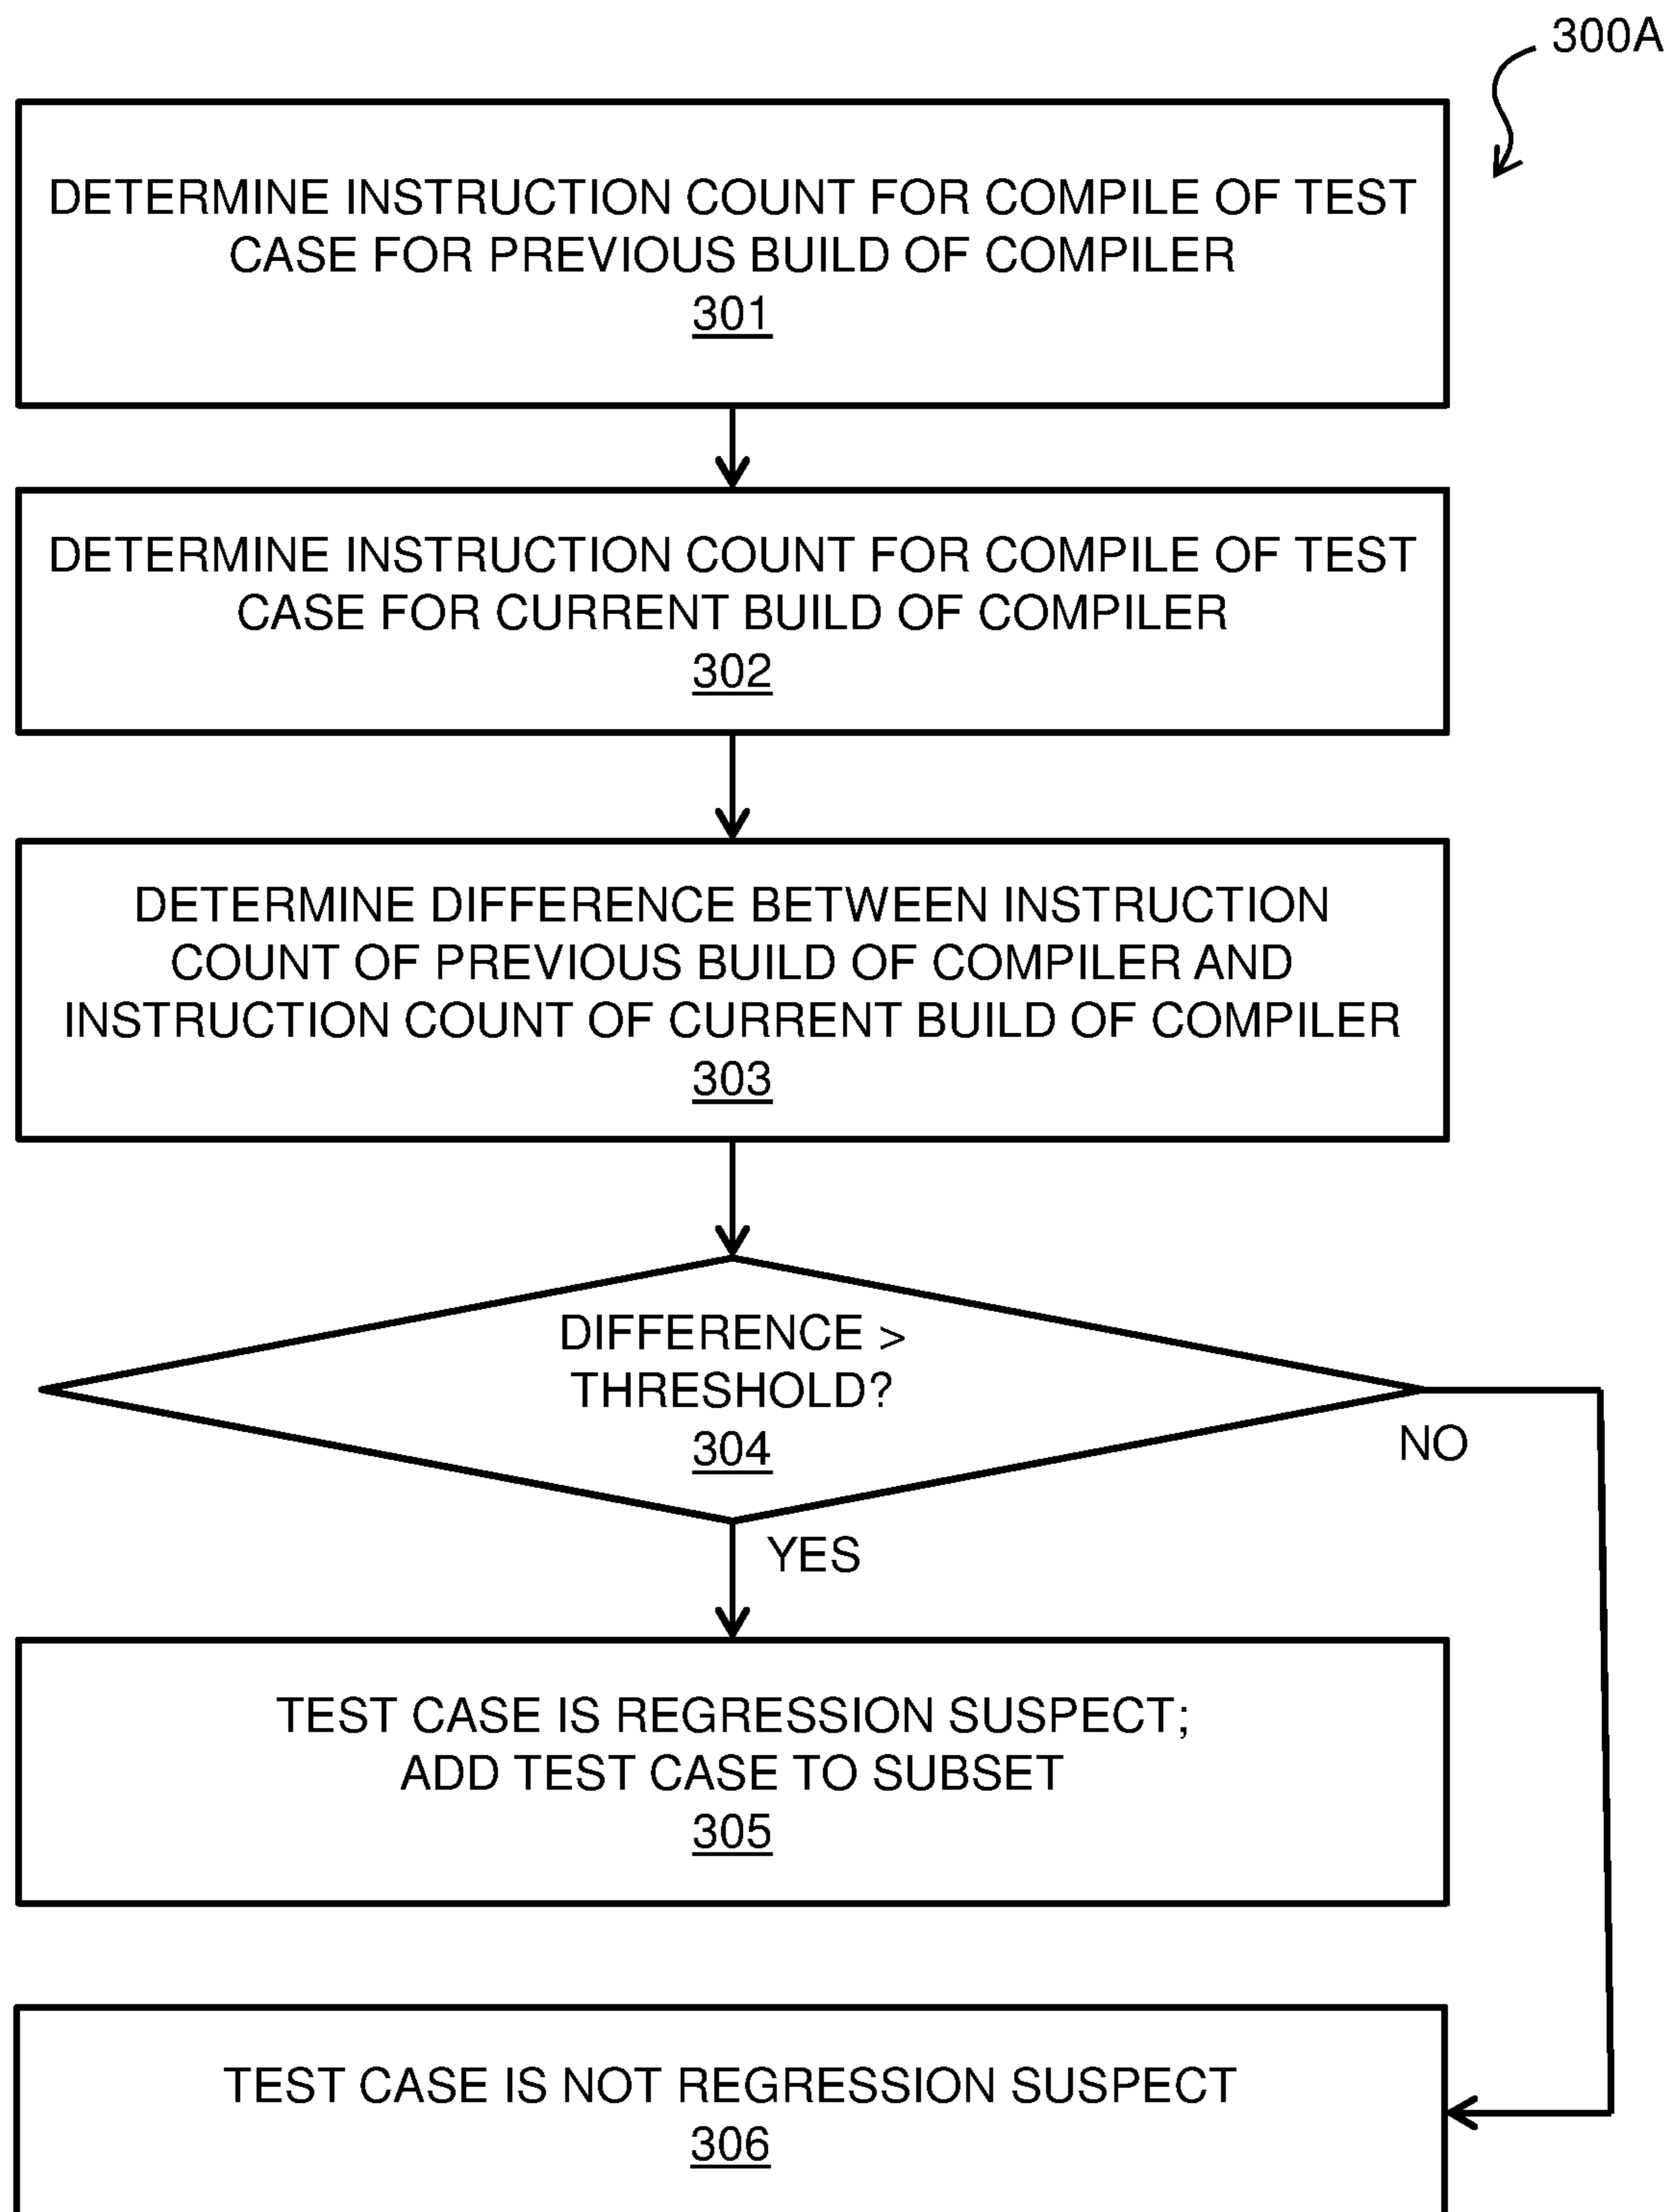 300A
DETERMINE INSTRUCTION COUNT FOR COMPILE OF TEST
CASE FOR PREVIOUS BUILD OF COMPILER
301
DETERMINE INSTRUCTION COUNT FOR COMPILE OF TEST
CASE FOR CURRENT BUILD OF COMPILER
302
DETERMINE DIFFERENCE BETWEEN INSTRUCTION
COUNT OF PREVIOUS BUILD OF COMPILER AND
INSTRUCTION COUNT OF CURRENT BUILD OF COMPILER
303
DIFFERENCE >
THRESHOLD?
304
NO
YES
TEST CASE IS REGRESSION SUSPECT;
ADD TEST CASE TO SUBSET
305
TEST CASE IS NOT REGRESSION SUSPECT
306